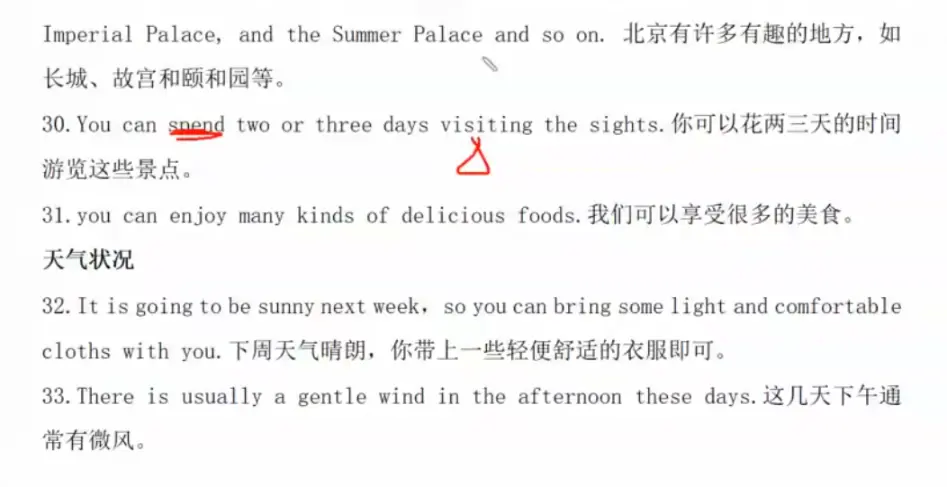 Imperial Palace, and the Summer Palace and so on. 北京有许多有趣的地方，如
长城、故宫和颐和园等。
30.You can spend two or three days visiting the sights.你可以花两三天的时间
游览这些景点。
31.you can enjoy many kinds of delicious foods.我们可以享受很多的美食。
天气状况
32.It is going to be sunny next week，so you can bring some light and comfortable
cloths with you.下周天气晴朗，你带上一些轻便舒适的衣服即可。
33.There is usually a gentle wind in the afternoon these days.这几天下午通
常有微风。